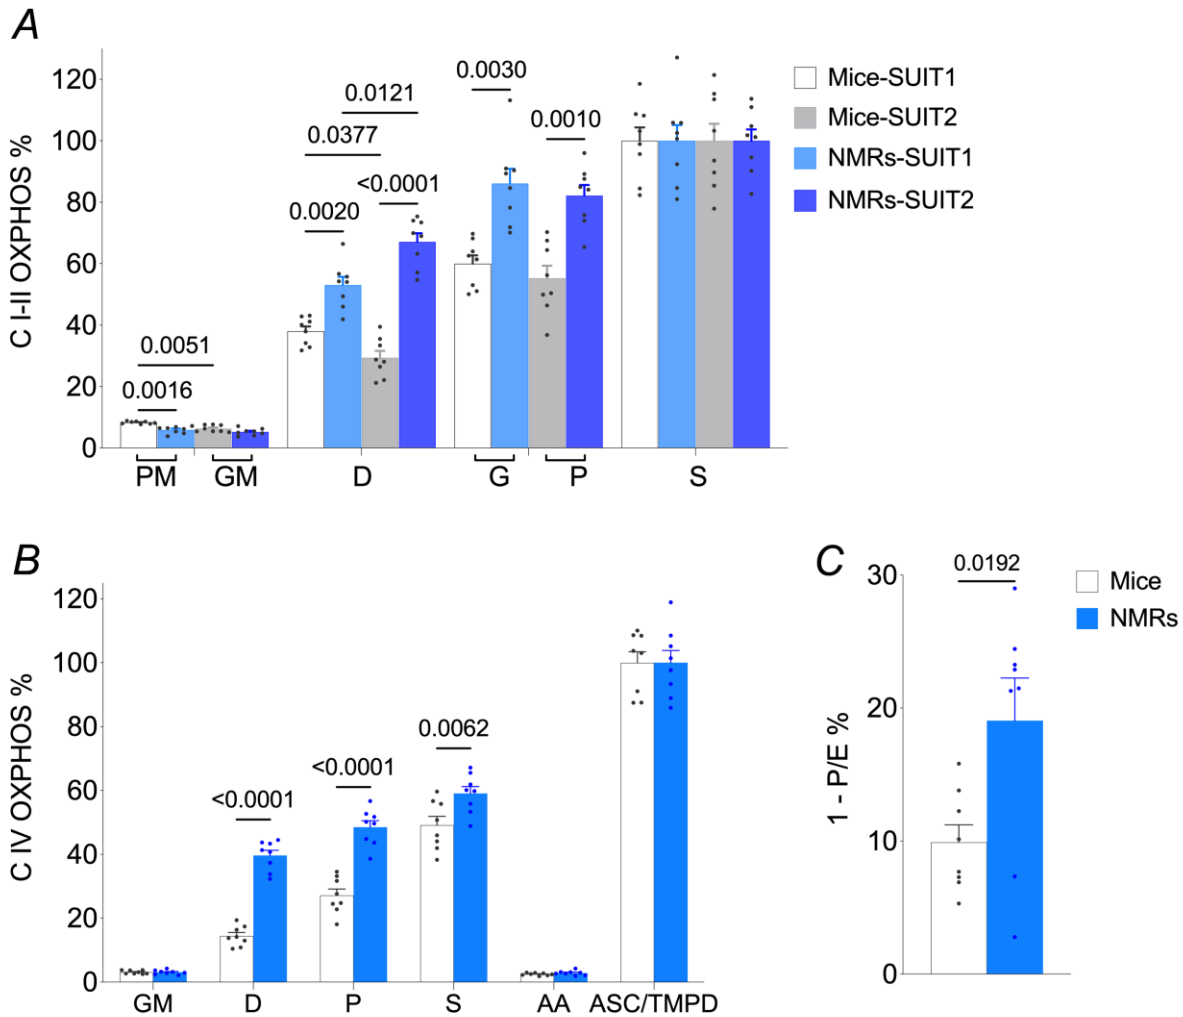 A
C I-II OXPHOS %
120
100
80
60
40
20
0
0.0016
0.0051
0.0020
0.0377
0.0121
<0.0001
0.0030
0.0010
PM
GM
D
G
P
S
Mice-SUIT1
Mice-SUIT2
NMRs-SUIT1
NMRs-SUIT2
B
C IV OXPHOS %
120
100
80
60
40
20
0
<0.0001
<0.0001
0.0062
GM
D
P
S
AA
ASC/TMPD
C
1 - P/E %
30
20
10
0
0.0192
Mice
NMRs